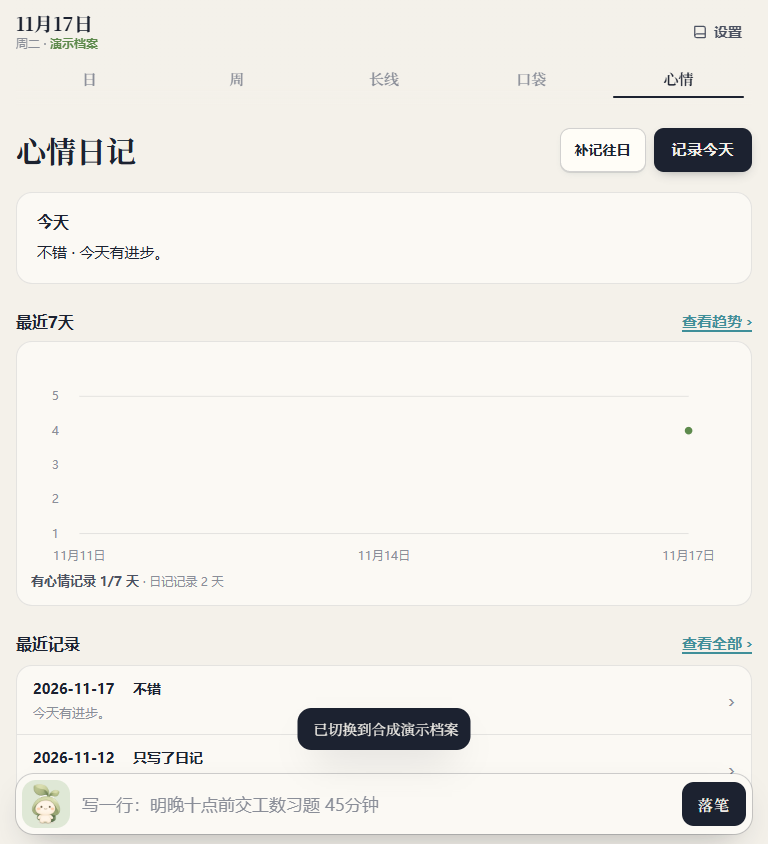 11月17日
周二 · 演示档案
设置
日
周
长线
口袋
心情
心情日记
补记往日
记录今天
今天
不错 · 今天有进步。
最近7天
查看趋势 ›
5
4
3
2
1
11月11日
11月14日
11月17日
有心情记录 1/7 天 · 日记记录 2 天
最近记录
查看全部 ›
2026-11-17 不错
今天有进步。
›
已切换到合成演示档案
2026-11-12 只写了日记
›
写一行：明晚十点前交工数习题 45分钟
落笔